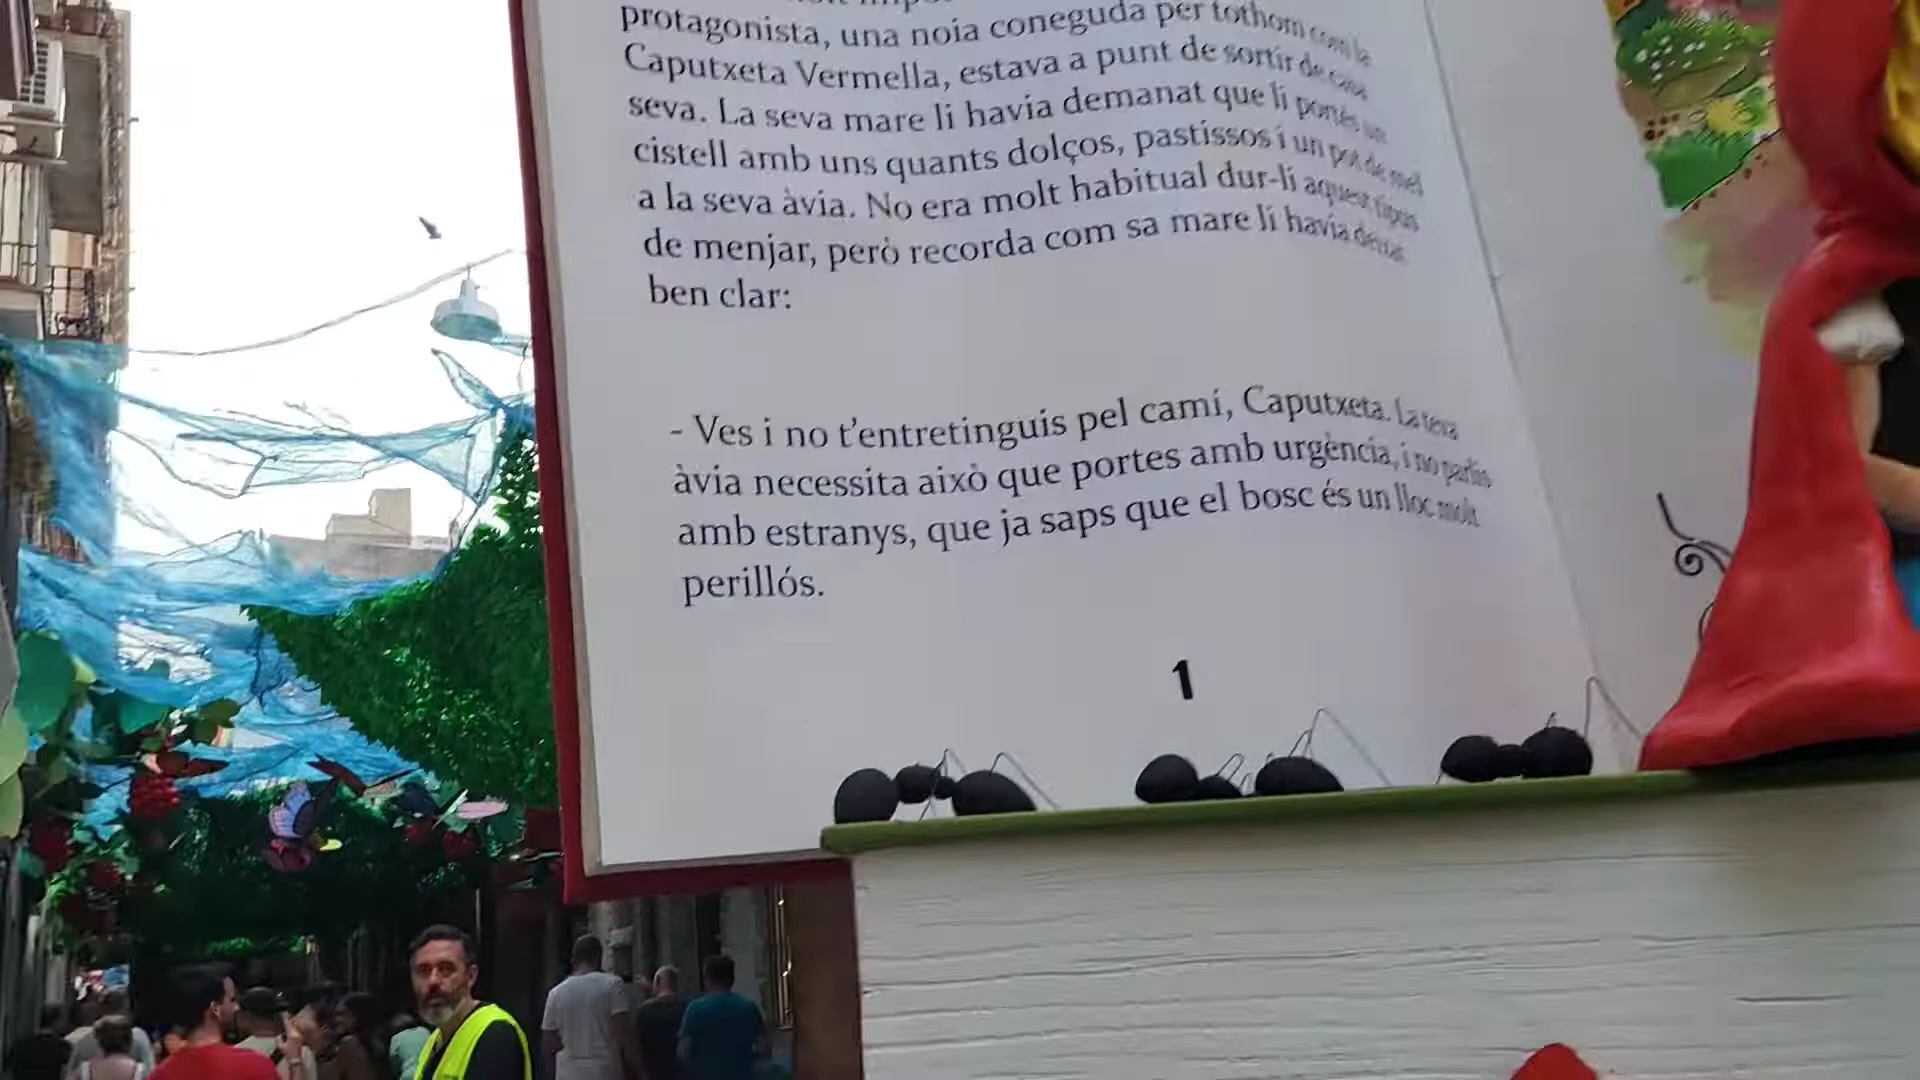 protagonista, una noia coneguda per tothom com la
Caputxeta Vermella, estava a punt de sortir de casa
seva. La seva mare li havia demanat que li portés un
cistell amb uns quants dolços, pastissos i un pot de mel
a la seva àvia. No era molt habitual dur-li aquest tipus
de menjar, però recorda com sa mare li havia deixat
ben clar:
- Ves i no t'entretinguis pel camí, Caputxeta. La teva
àvia necessita això que portes amb urgència, i no parlis
amb estranys, que ja saps que el bosc és un lloc molt
perillós.
1